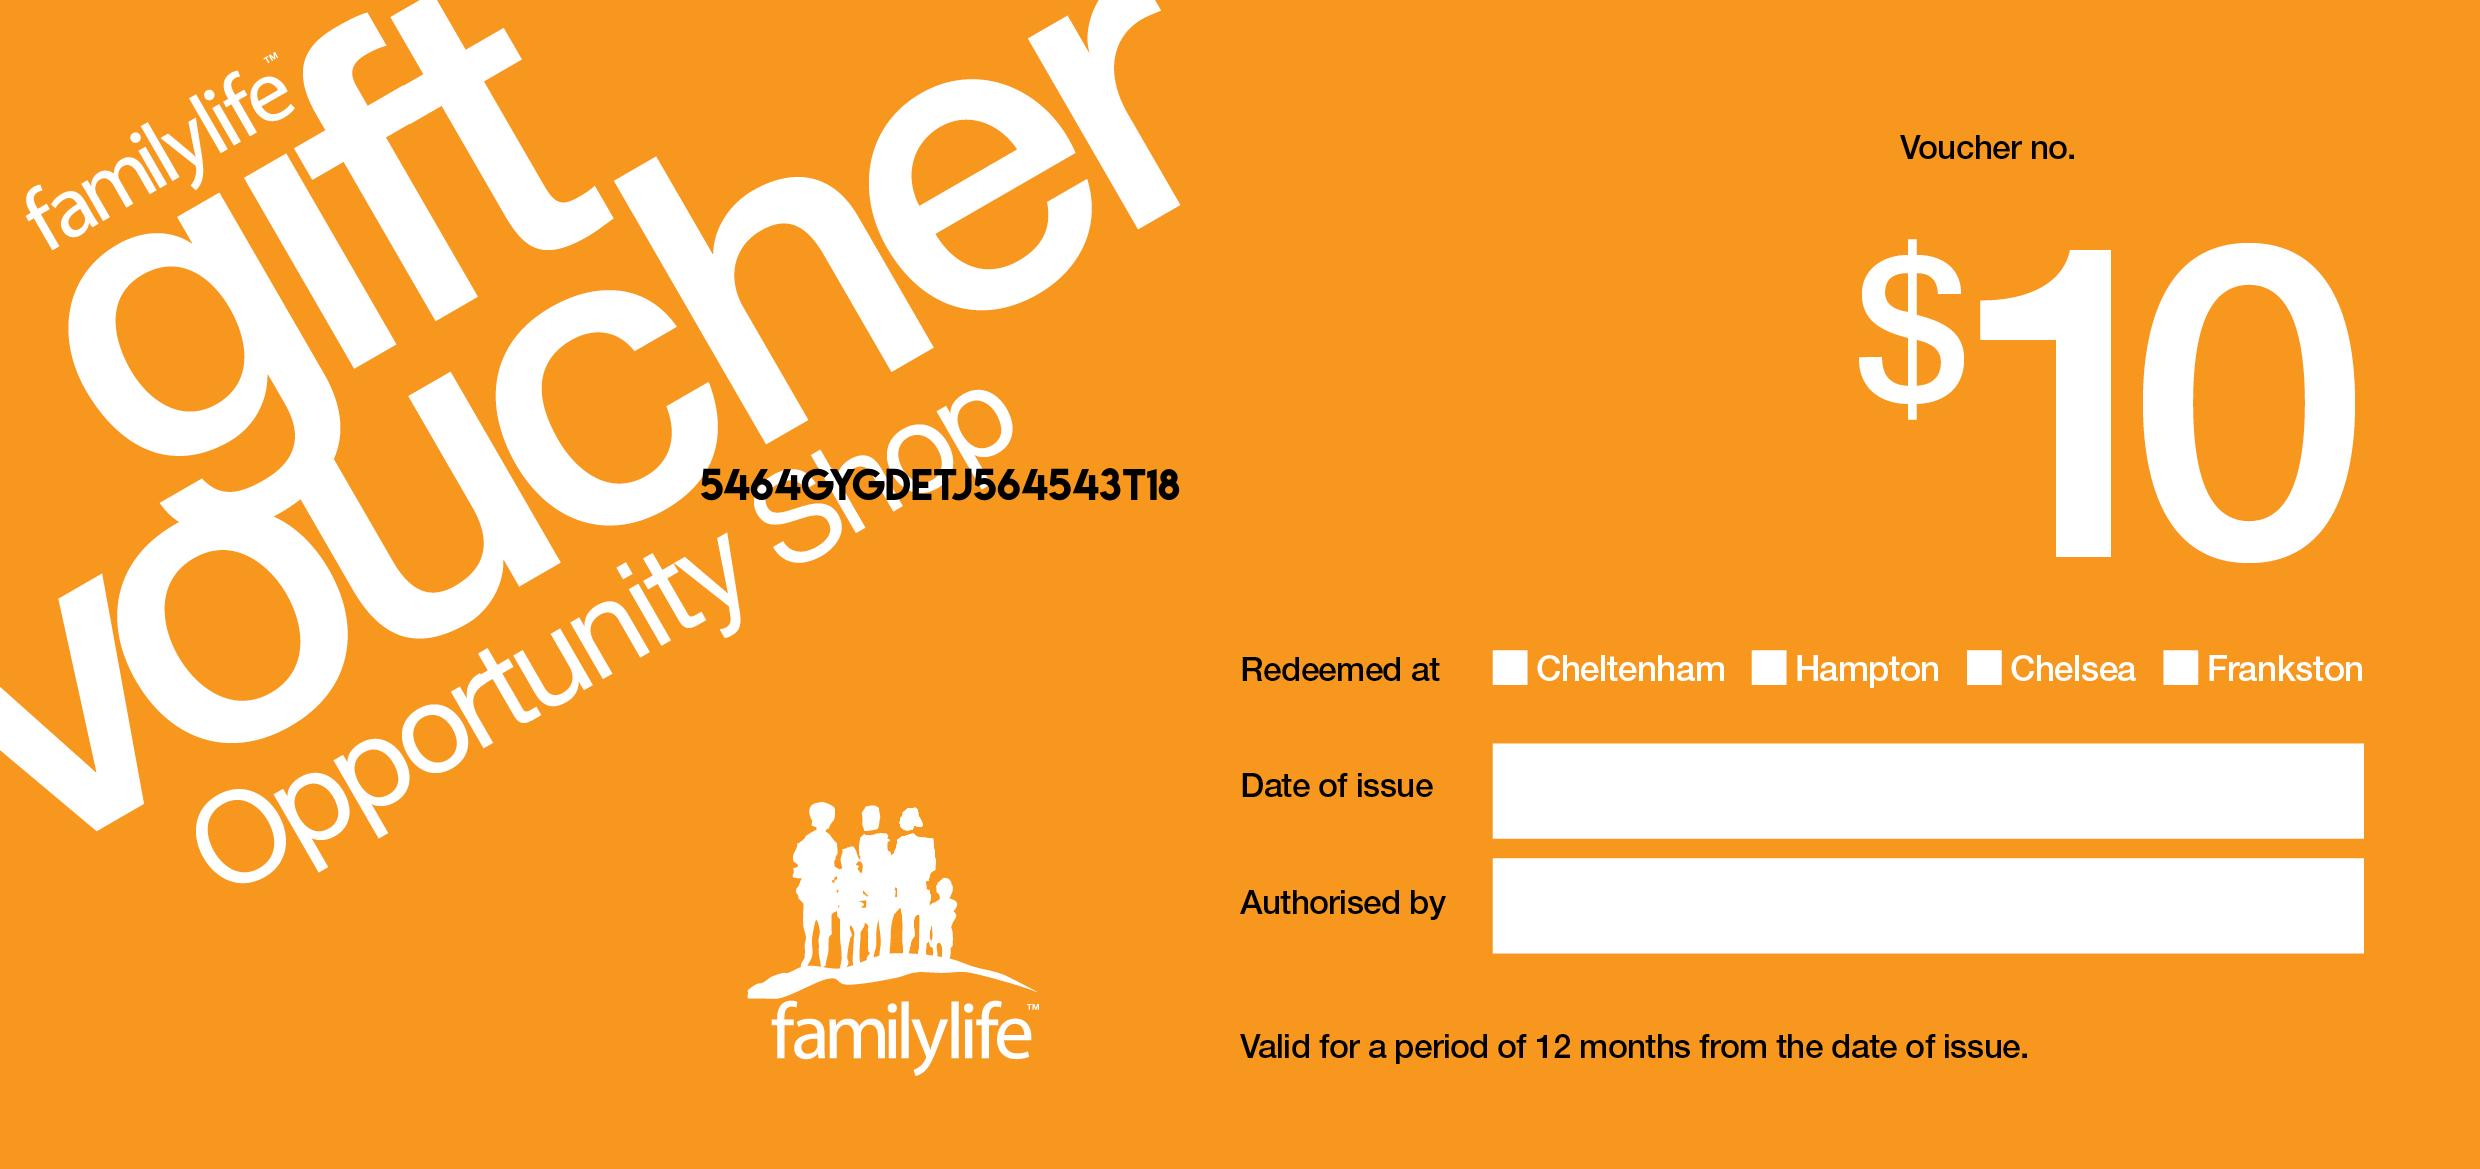 familylife™
gift
voucher
Opportunity Shop
5464GYGDETJ564543T18
familylife™
Voucher no.
$10
Redeemed at Cheltenham Hampton Chelsea Frankston
Date of issue
Authorised by
Valid for a period of 12 months from the date of issue.